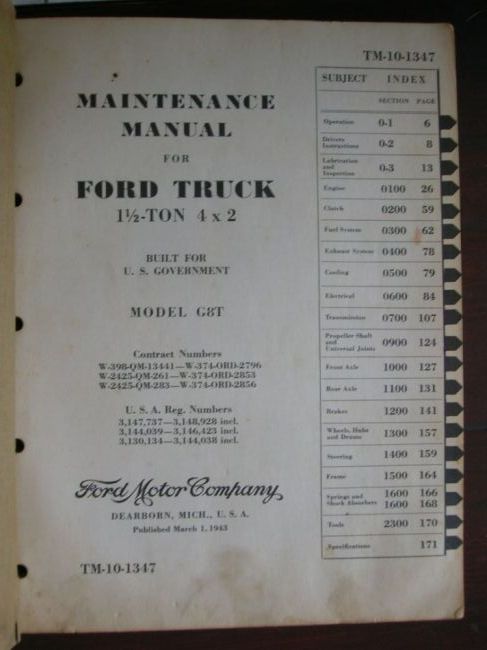 TM-10-1347
MAINTENANCE
MANUAL
FOR
FORD TRUCK
1½-TON 4 x 2
BUILT FOR
U. S. GOVERNMENT
MODEL G8T
Contract Numbers
W-398-QM-13441—W-374-ORD-2796
W-2425-QM-261—W-374-ORD-2853
W-2425-QM-283—W-374-ORD-2856
U. S. A. Reg. Numbers
3,147,737—3,148,928 incl.
3,144,039—3,146,423 incl.
3,130,134—3,144,038 incl.
Ford Motor Company
DEARBORN, MICH., U. S. A.
Published March 1, 1943
TM-10-1347
SUBJECT INDEX
SECTION PAGE
Operation 0-1 6
Drivers
Instructions 0-2 8
Lubrication
and
Inspection 0-3 13
Engine 0100 26
Clutch 0200 59
Fuel System 0300 62
Exhaust System 0400 78
Cooling 0500 79
Electrical 0600 84
Transmission 0700 107
Propeller Shaft
and
Universal Joints 0900 124
Front Axle 1000 127
Rear Axle 1100 131
Brakes 1200 141
Wheels, Hubs
and Drums 1300 157
Steering 1400 159
Frame 1500 164
Springs and 1600 166
Shock Absorbers 1600 168
Tools 2300 170
Specifications 171